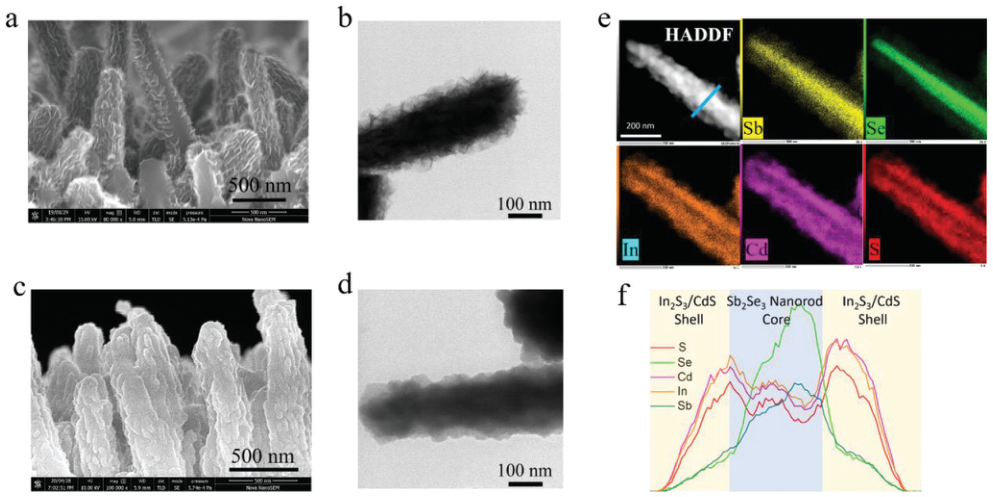 a
500 nm
b
100 nm
c
500 nm
d
100 nm
e
HADDF
200 nm
Sb
Se
In
Cd
S
f
In₂S₃/CdS
Shell
Sb₂Se₃ Nanorod
Core
In₂S₃/CdS
Shell
S
Se
Cd
In
Sb